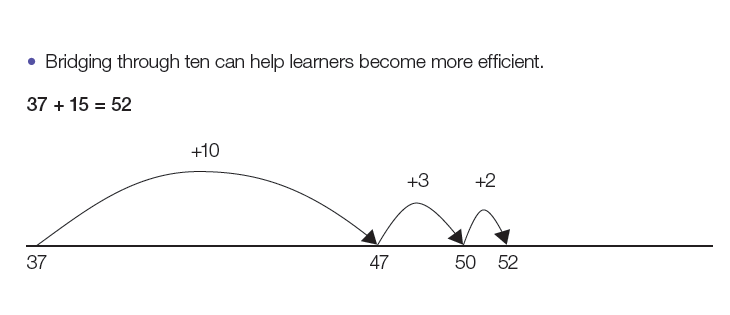 • Bridging through ten can help learners become more efficient.
37 + 15 = 52
+10
+3 +2
37 47 50 52